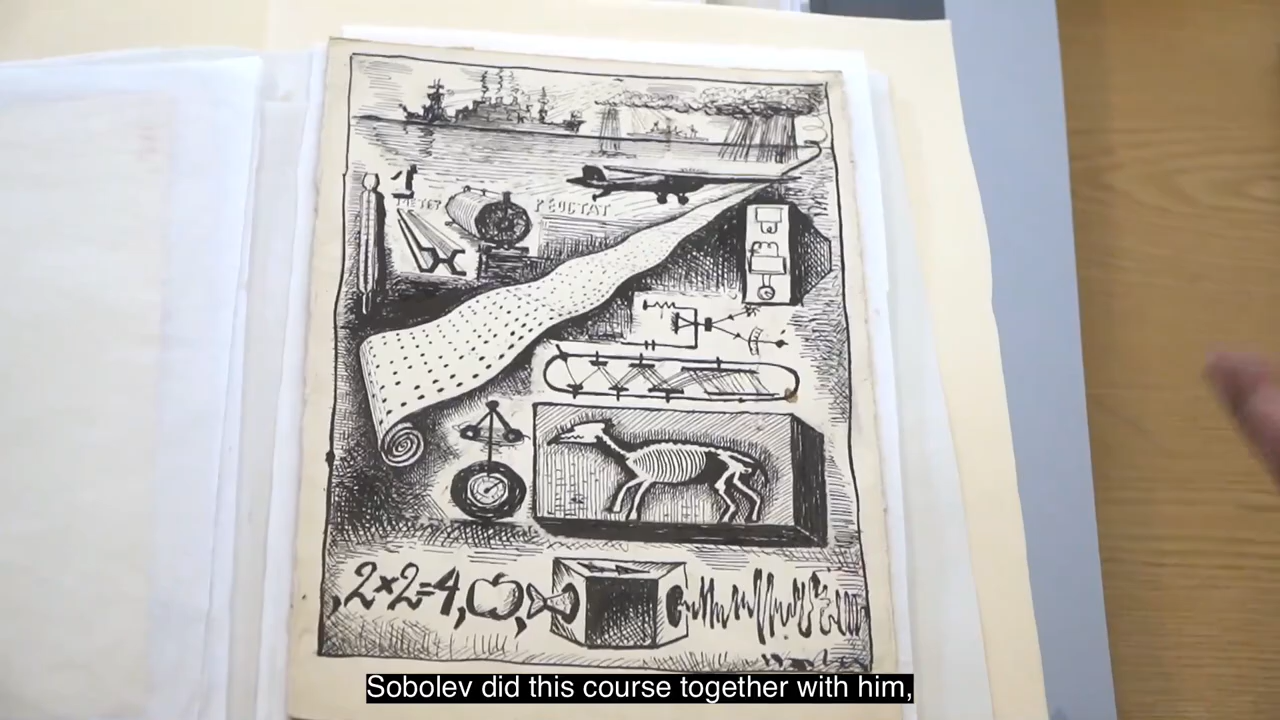 РЕОСТАТ
,2×2=4,
Sobolev did this course together with him,